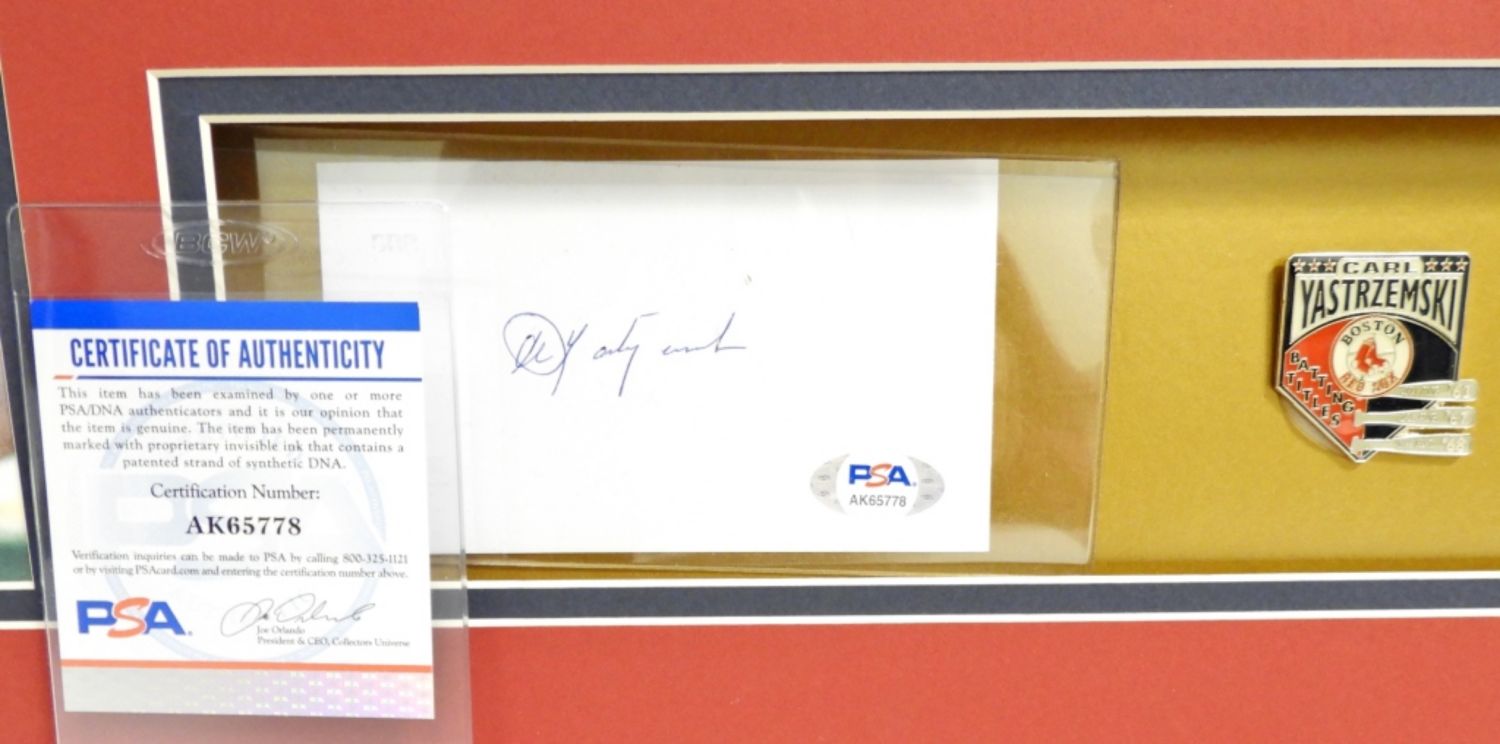 BCW
CERTIFICATE OF AUTHENTICITY
This item has been examined by one or more
PSA/DNA authenticators and it is our opinion that
the item is genuine. The item has been permanently
marked with proprietary invisible ink that contains a
patented strand of synthetic DNA.
Certification Number:
AK65778
Verification inquiries can be made to PSA by calling 800-325-1121
or by visiting PSAcard.com and entering the certification number above.
PSA
Joe Orlando
President & CEO, Collectors Universe
PSA
AK65778
CARL
YASTRZEMSKI
BOSTON
RED SOX
BATTING
TITLES
'63
'67
'68